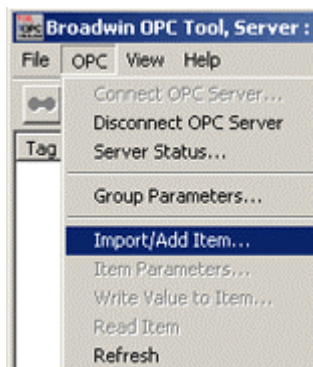 Broadwin OPC Tool, Server :
File OPC View Help
Connect OPC Server...
Disconnect OPC Server
Tag
Server Status...
Group Parameters...
Import/Add Item...
Item Parameters...
Write Value to Item...
Read Item
Refresh